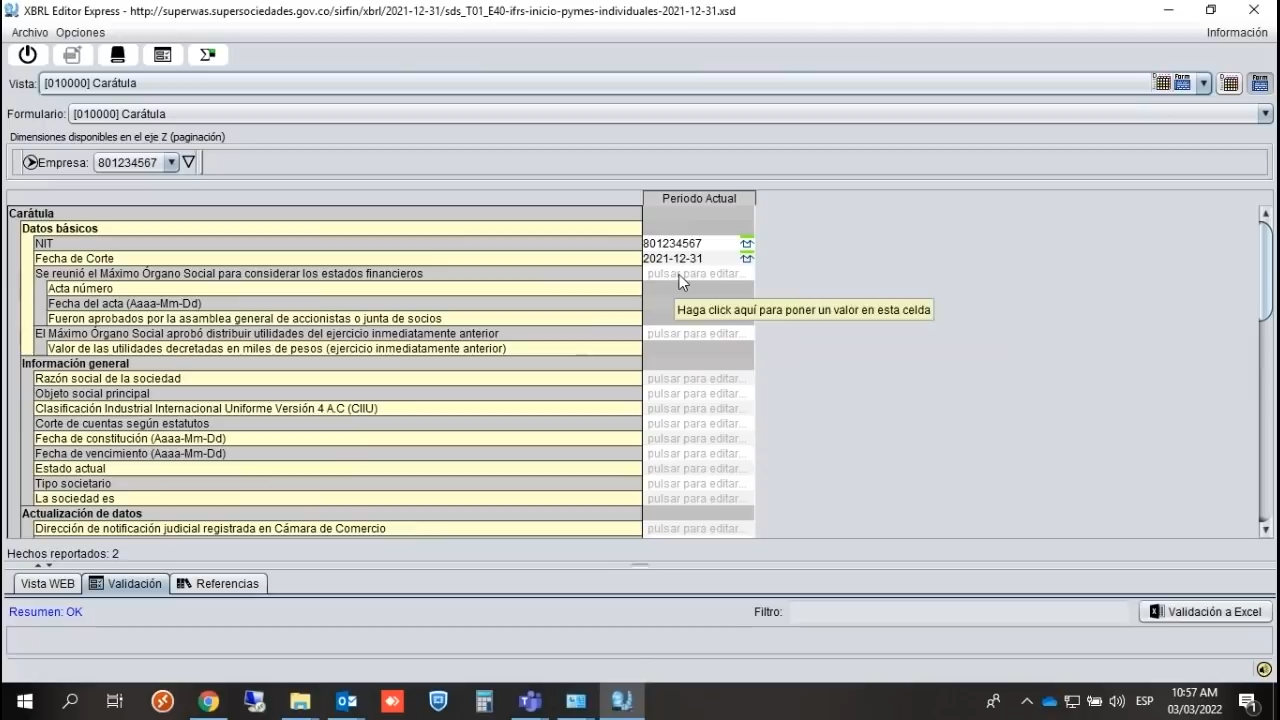 XBRL Editor Express - http://superwas.supersociedades.gov.co/sirfin/xbrl/2021-12-31/sds_T01_E40-ifrs-inicio-pymes-individuales-2021-12-31.xsd
Archivo Opciones Información
Vista: [010000] Carátula
Formulario: [010000] Carátula
Dimensiones disponibles en el eje Z (paginación)
Empresa: 801234567
Periodo Actual
Carátula
Datos básicos
NIT 801234567
Fecha de Corte 2021-12-31
Se reunió el Máximo Órgano Social para considerar los estados financieros pulsar para editar...
Acta número
Fecha del acta (Aaaa-Mm-Dd)
Haga click aquí para poner un valor en esta celda
Fueron aprobados por la asamblea general de accionistas o junta de socios
El Máximo Órgano Social aprobó distribuir utilidades del ejercicio inmediatamente anterior pulsar para editar...
Valor de las utilidades decretadas en miles de pesos (ejercicio inmediatamente anterior)
Información general
Razón social de la sociedad pulsar para editar...
Objeto social principal pulsar para editar...
Clasificación Industrial Internacional Uniforme Versión 4 A.C (CIIU) pulsar para editar...
Corte de cuentas según estatutos pulsar para editar...
Fecha de constitución (Aaaa-Mm-Dd) pulsar para editar...
Fecha de vencimiento (Aaaa-Mm-Dd) pulsar para editar...
Estado actual pulsar para editar...
Tipo societario pulsar para editar...
La sociedad es pulsar para editar...
Actualización de datos
Dirección de notificación judicial registrada en Cámara de Comercio pulsar para editar...
Hechos reportados: 2
Vista WEB Validación Referencias
Resumen: OK Filtro: Validación a Excel
ESP 10:57 AM
03/03/2022